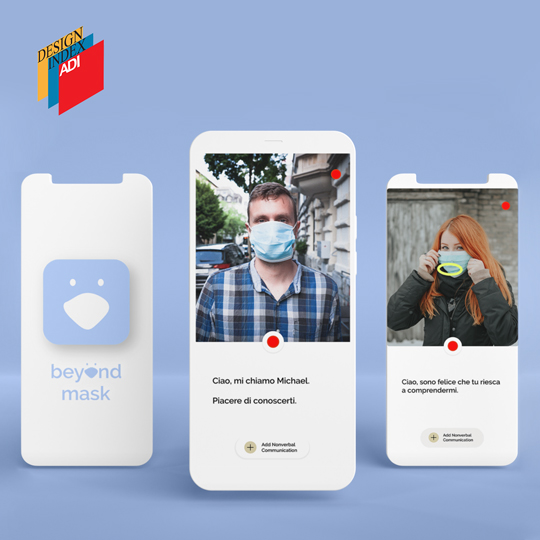 DESIGN
INDEX
ADI
beyond
mask
Ciao, mi chiamo Michael.
Piacere di conoscerti.
Add Nonverbal
Communication
Ciao, sono felice che tu riesca
a comprendermi.
Add Nonverbal
Communication